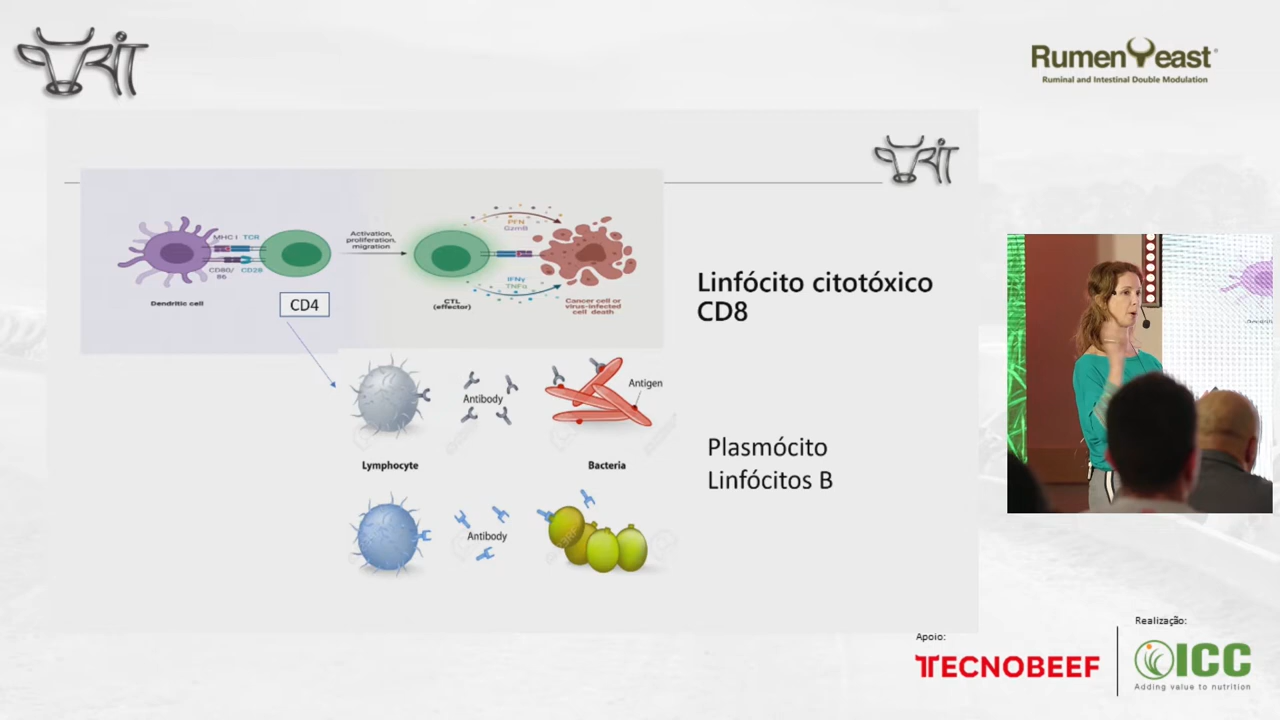 RIT
RumenYeast®
Ruminal and Intestinal Double Modulation
RIT
MHC I TCR
CD80/
86
CD28
Dendritic cell
CD4
Activation,
proliferation,
migration
PFN
GzmB
IFNγ
TNFα
CTL
(effector)
Cancer cell or
virus-infected
cell death
Linfócito citotóxico
CD8
Antibody
Antigen
Lymphocyte
Bacteria
Plasmócito
Linfócitos B
Antibody
Apoio:
TECNOBEEF
Realização:
ICC
Adding value to nutrition